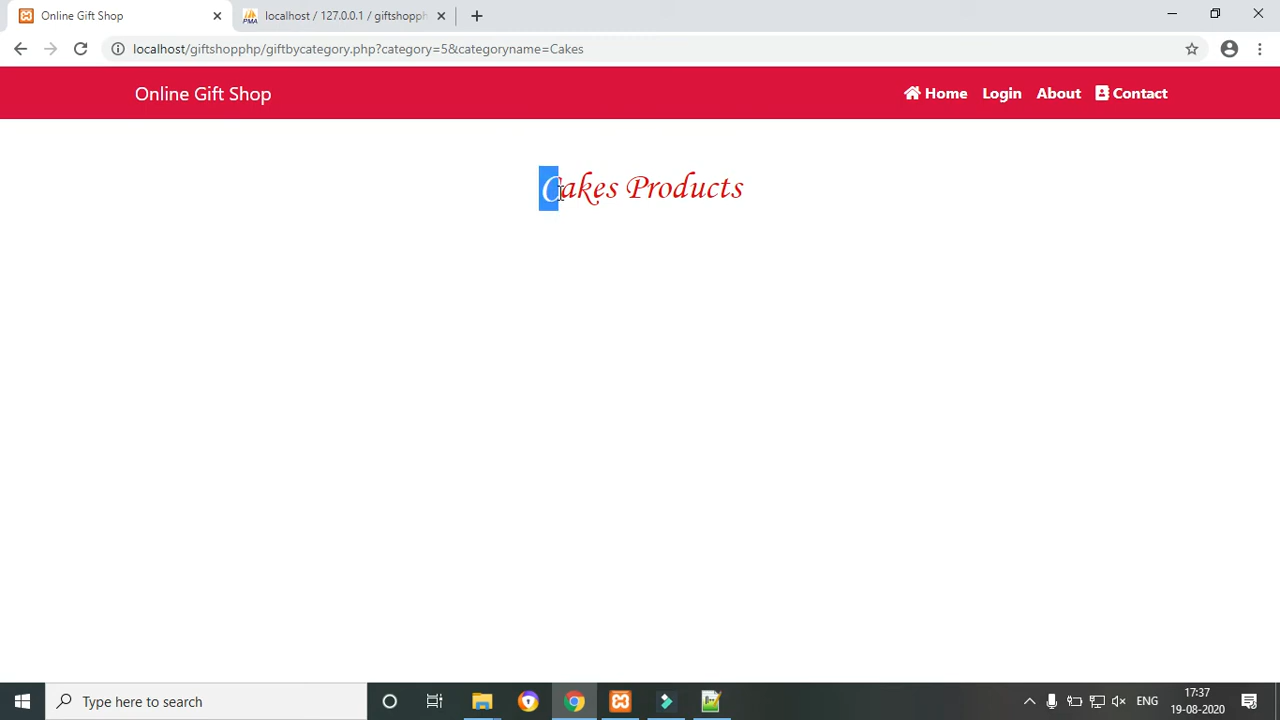 Online Gift Shop
localhost / 127.0.0.1 / giftshopph
localhost/giftshopphp/giftbycategory.php?category=5&categoryname=Cakes
Online Gift Shop
Home
Login
About
Contact
Cakes Products
Type here to search
ENG
17:37
19-08-2020